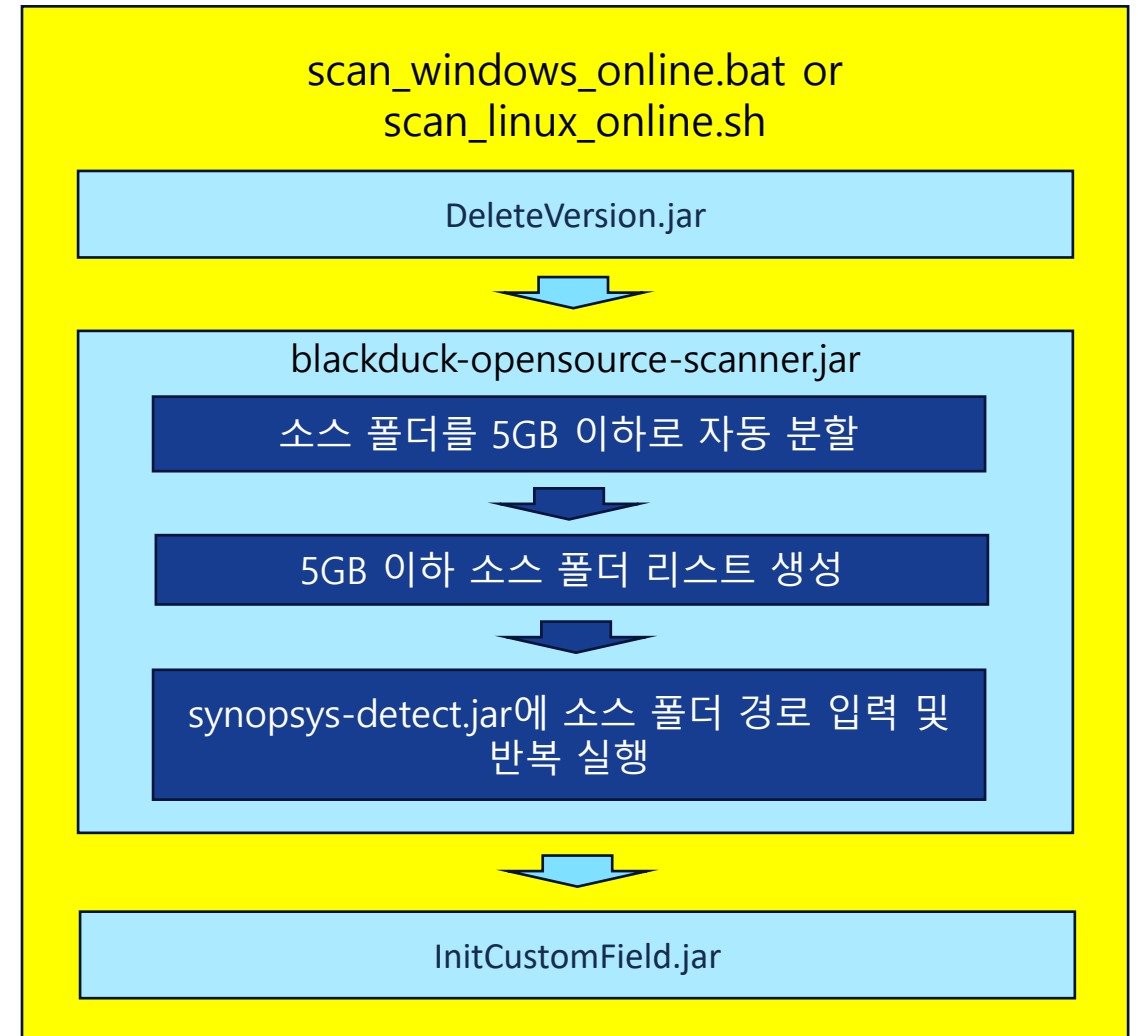 scan_windows_online.bat or
scan_linux_online.sh
DeleteVersion.jar
blackduck-opensource-scanner.jar
소스 폴더를 5GB 이하로 자동 분할
5GB 이하 소스 폴더 리스트 생성
synopsys-detect.jar에 소스 폴더 경로 입력 및
반복 실행
InitCustomField.jar